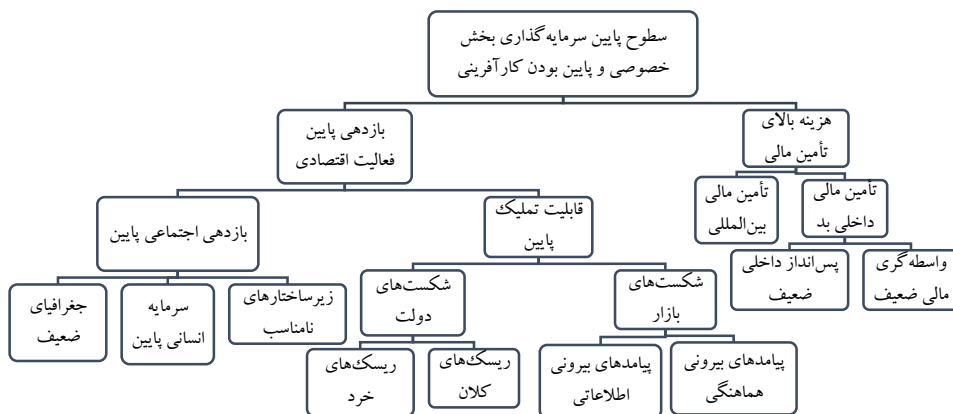 سطوح پایین سرمایه‌گذاری بخش
خصوصی و پایین بودن کارآفرینی
هزینه بالای
تأمین مالی
بازدهی پایین
فعالیت اقتصادی
تأمین مالی
داخلی بد
تأمین مالی
بین‌المللی
قابلیت تملیک
پایین
بازدهی اجتماعی پایین
واسطه‌گری
مالی ضعیف
پس‌انداز داخلی
ضعیف
شکست‌های
بازار
شکست‌های
دولت
زیرساختارهای
نامناسب
سرمایه
انسانی پایین
جغرافیای
ضعیف
پیامدهای بیرونی
هماهنگی
پیامدهای بیرونی
اطلاعاتی
ریسک‌های
کلان
ریسک‌های
خرد